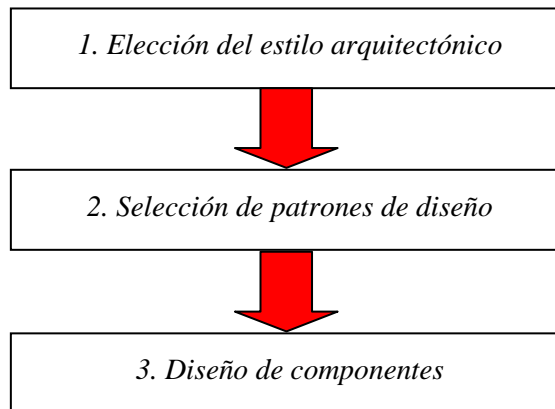 1. Elección del estilo arquitectónico
2. Selección de patrones de diseño
3. Diseño de componentes